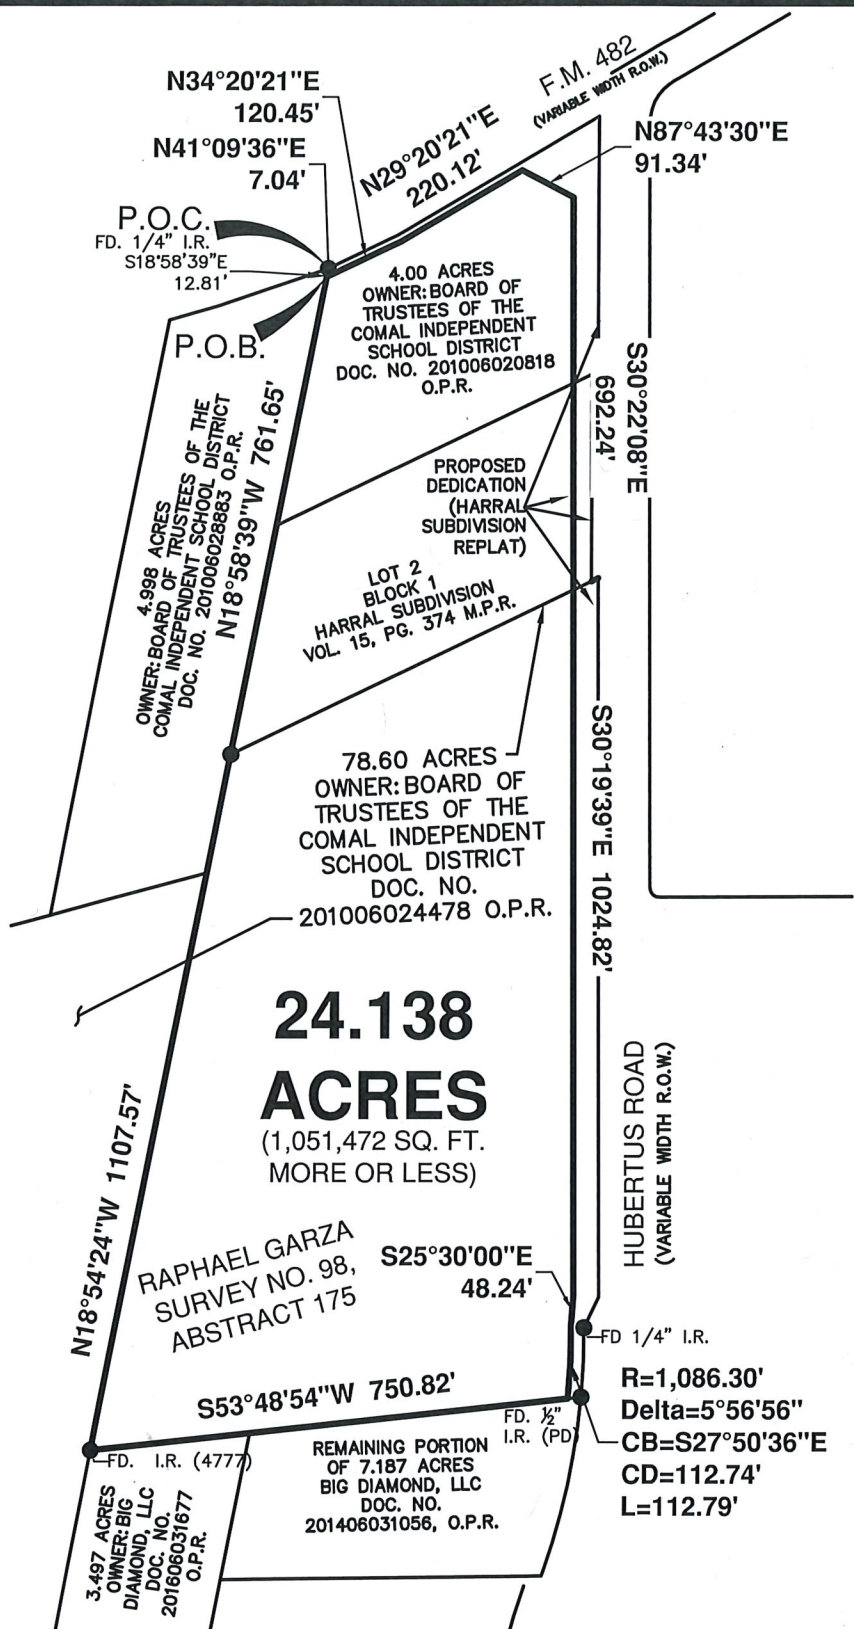 F.M. 482
(VARIABLE WIDTH R.O.W.)
N34°20'21"E
120.45'
N41°09'36"E
7.04'
N29°20'21"E
220.12'
N87°43'30"E
91.34'
P.O.C.
FD. 1/4" I.R.
S18°58'39"E
12.81'
P.O.B.
4.00 ACRES
OWNER:BOARD OF
TRUSTEES OF THE
COMAL INDEPENDENT
SCHOOL DISTRICT
DOC. NO. 201006020818
O.P.R.
S30°22'08"E
692.24'
4.998 ACRES
OWNER:BOARD OF TRUSTEES OF THE
COMAL INDEPENDENT SCHOOL DISTRICT
DOC. NO. 201006028883 O.P.R.
N18°58'39"W 761.65'
PROPOSED
DEDICATION
(HARRAL
SUBDIVISION
REPLAT)
LOT 2
BLOCK 1
HARRAL SUBDIVISION
VOL. 15, PG. 374 M.P.R.
78.60 ACRES
OWNER:BOARD OF
TRUSTEES OF THE
COMAL INDEPENDENT
SCHOOL DISTRICT
DOC. NO.
201006024478 O.P.R.
S30°19'39"E 1024.82'
24.138
ACRES
(1,051,472 SQ. FT.
MORE OR LESS)
HUBERTUS ROAD
(VARIABLE WIDTH R.O.W.)
N18°54'24"W 1107.57'
RAPHAEL GARZA
SURVEY NO. 98,
ABSTRACT 175
S25°30'00"E
48.24'
FD 1/4" I.R.
S53°48'54"W 750.82'
R=1,086.30'
Delta=5°56'56"
CB=S27°50'36"E
CD=112.74'
L=112.79'
FD. ½"
I.R. (PD)
FD. I.R. (4777)
REMAINING PORTION
OF 7.187 ACRES
BIG DIAMOND, LLC
DOC. NO.
201406031056, O.P.R.
3.497 ACRES
OWNER:BIG
DIAMOND, LLC
DOC. NO.
201606031677
O.P.R.